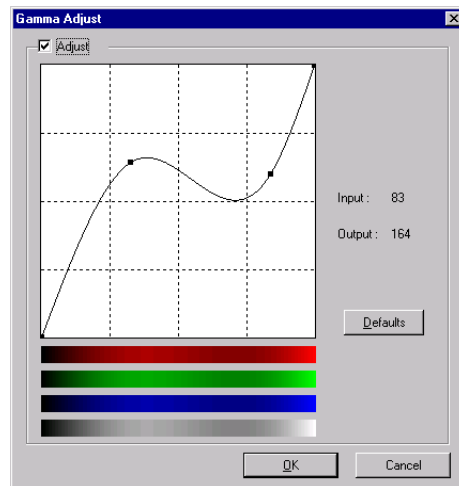 Gamma Adjust
Adjust
Input : 83
Output : 164
Defaults
OK
Cancel